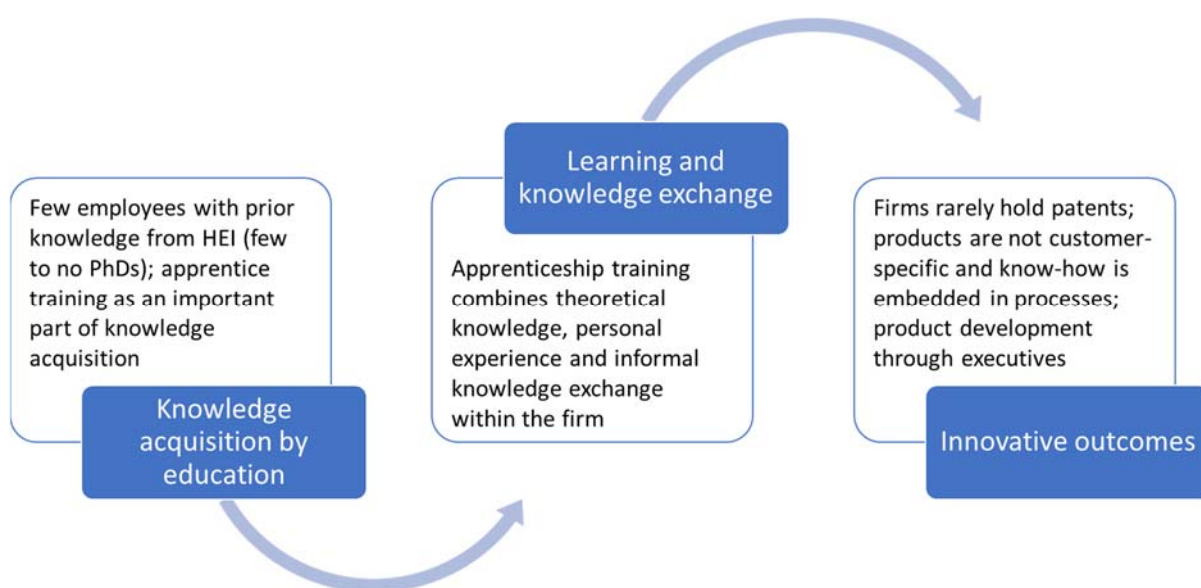 Few employees with prior
knowledge from HEI (few
to no PhDs); apprentice
training as an important
part of knowledge
acquisition
Knowledge
acquisition by
education
Learning and
knowledge exchange
Apprenticeship training
combines theoretical
knowledge, personal
experience and informal
knowledge exchange
within the firm
Firms rarely hold patents;
products are not customer-
specific and know-how is
embedded in processes;
product development
through executives
Innovative outcomes